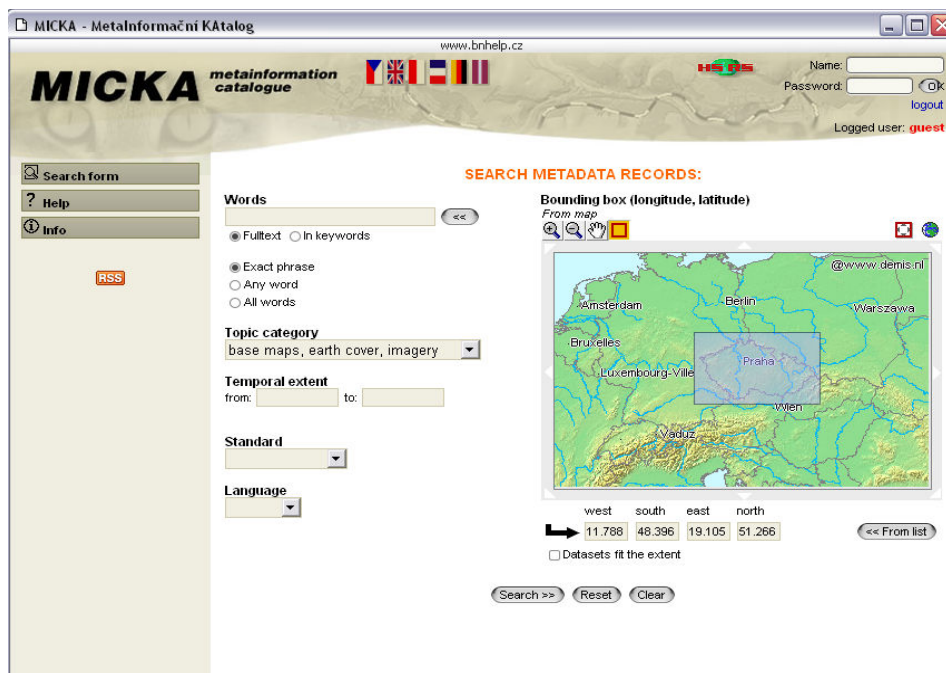 MICKA - MetaInformační KAtalog
www.bnhelp.cz
MICKA metainformation catalogue
HS RS
Name:
Password:
OK
logout
Logged user: guest
Search form
? Help
Info
RSS
SEARCH METADATA RECORDS:
Words
<<
Fulltext In keywords
Exact phrase
Any word
All words
Topic category
base maps, earth cover, imagery
Temporal extent
from: to:
Standard
Language
Bounding box (longitude, latitude)
From map
@www.demis.nl
Amsterdam
Berlin
Warszawa
Bruxelles
Praha
Luxembourg-Ville
Wien
Vaduz
west south east north
11.788 48.396 19.105 51.266
<< From list
Datasets fit the extent
Search >> Reset Clear